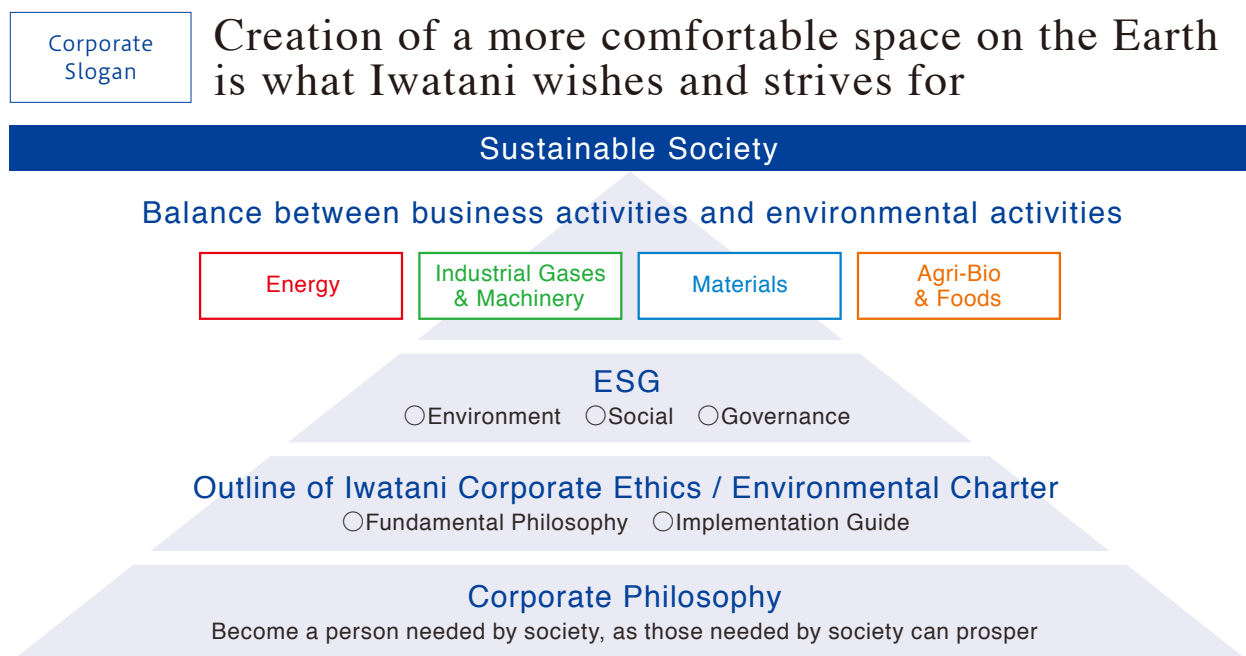 Corporate
Slogan
Creation of a more comfortable space on the Earth
is what Iwatani wishes and strives for
Sustainable Society
Balance between business activities and environmental activities
Energy
Industrial Gases
& Machinery
Materials
Agri-Bio
& Foods
ESG
○Environment ○Social ○Governance
Outline of Iwatani Corporate Ethics / Environmental Charter
○Fundamental Philosophy ○Implementation Guide
Corporate Philosophy
Become a person needed by society, as those needed by society can prosper